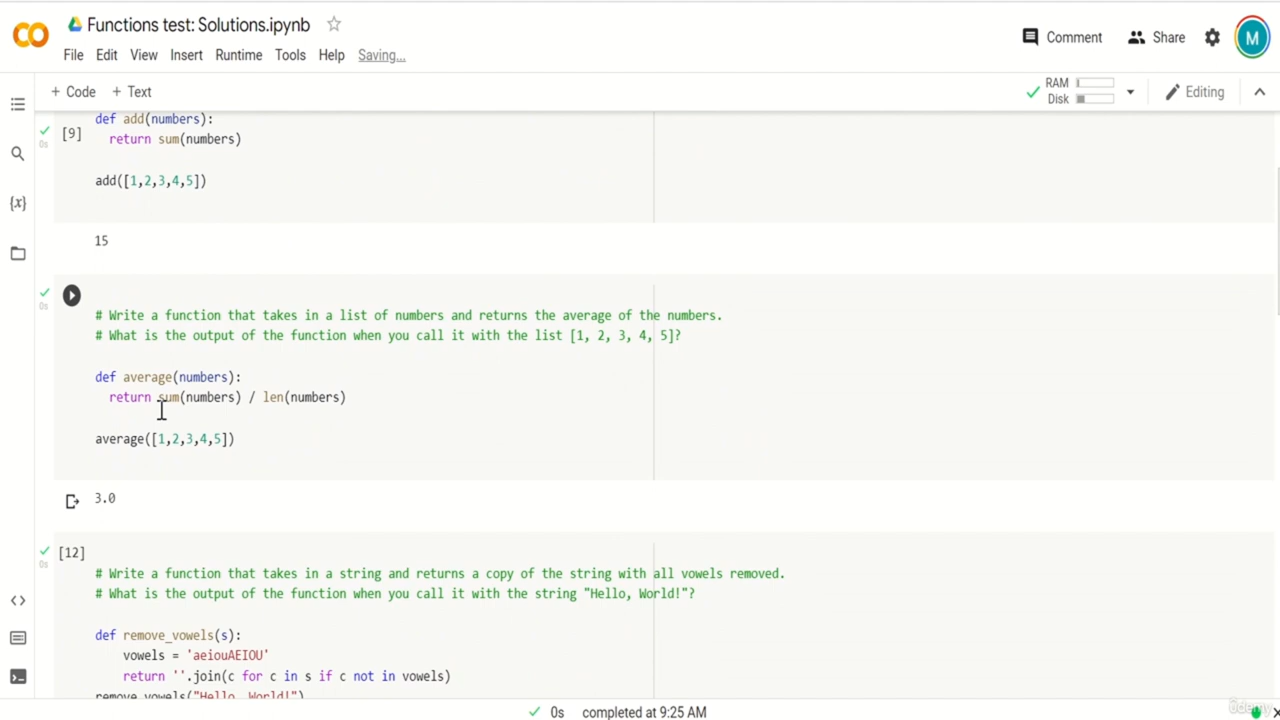 Functions test: Solutions.ipynb
Comment Share M
File Edit View Insert Runtime Tools Help Saving...
+ Code + Text
RAM
Disk
Editing
def add(numbers):
[9]
0s
return sum(numbers)
add([1,2,3,4,5])
{x}
15
0s
# Write a function that takes in a list of numbers and returns the average of the numbers.
# What is the output of the function when you call it with the list [1, 2, 3, 4, 5]?
def average(numbers):
return sum(numbers) / len(numbers)
average([1,2,3,4,5])
3.0
[12]
0s
# Write a function that takes in a string and returns a copy of the string with all vowels removed.
# What is the output of the function when you call it with the string "Hello, World!"?
def remove_vowels(s):
vowels = 'aeiouAEIOU'
return ''.join(c for c in s if c not in vowels)
remove_vowels("Hello, World!")
0s completed at 9:25 AM
ûdemy